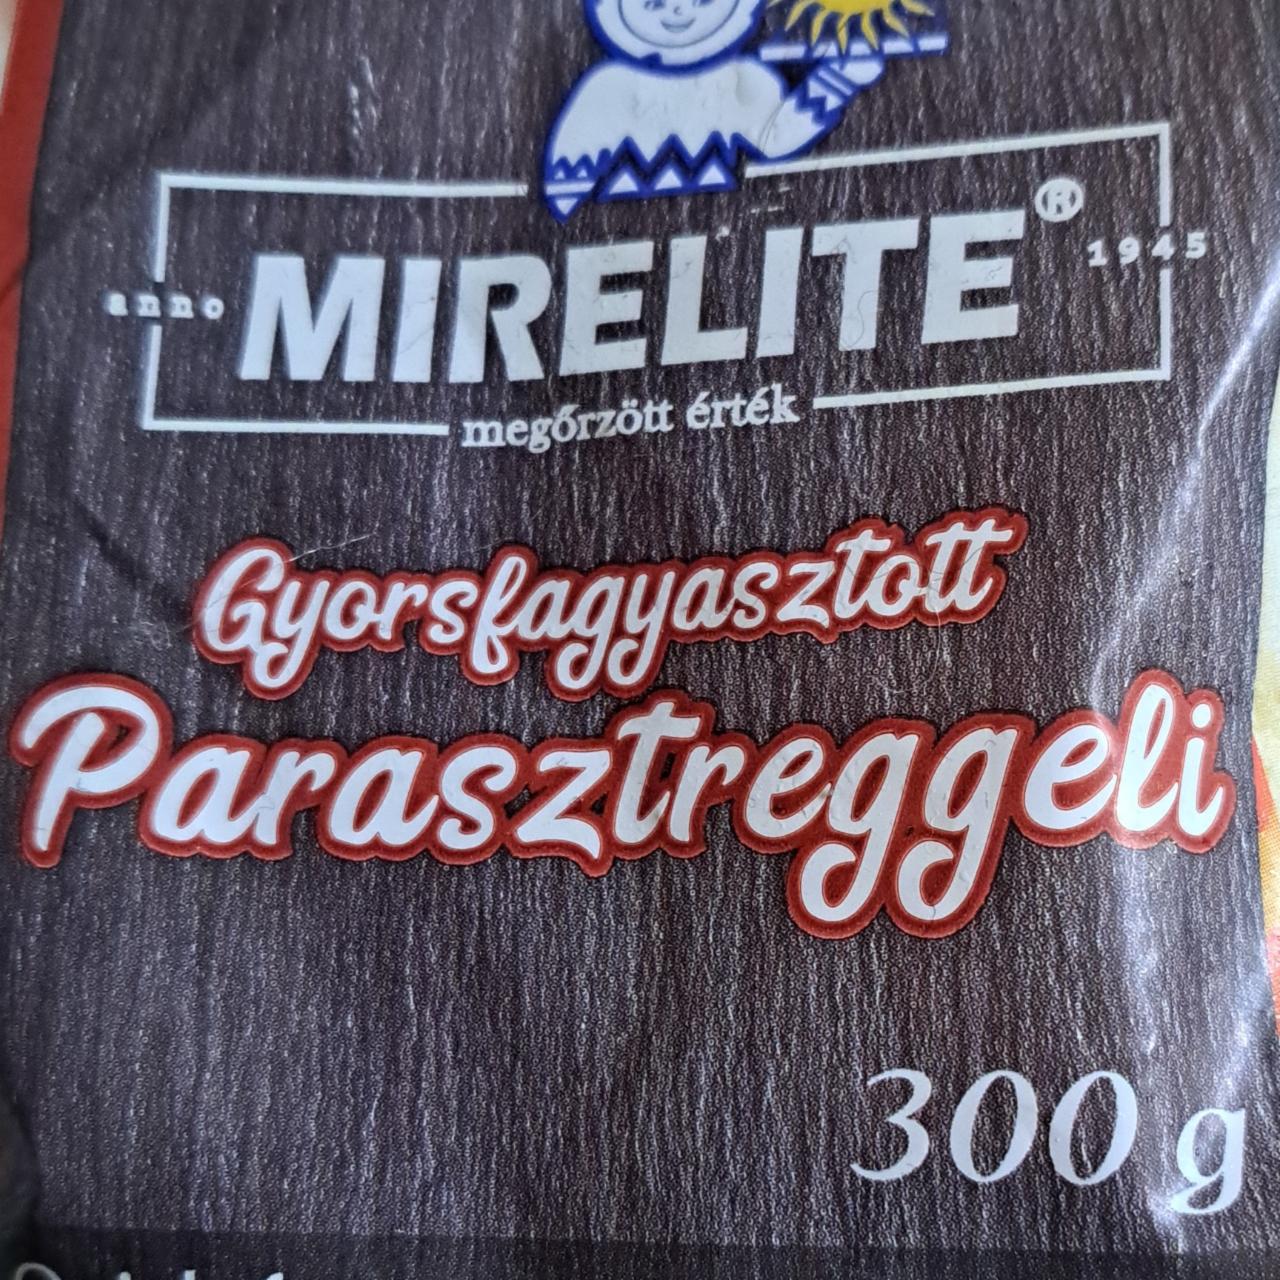 anno MIRELITE® 1945
megőrzött érték
Gyorsfagyasztott
Parasztreggeli
300 g